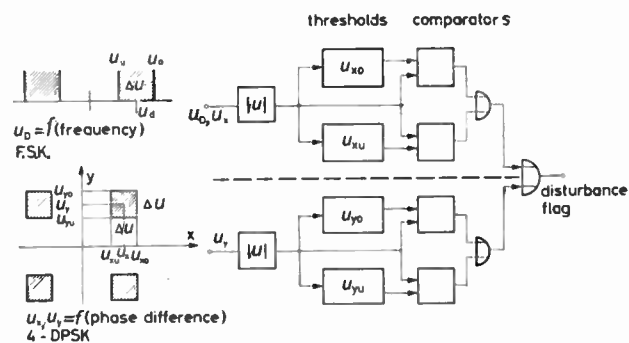 thresholds comparators
u_u u_o
ΔU
u_d
u_D = f(frequency)
F.S.K.
u_D, u_x
|u|
u_xo
u_xu
disturbance
flag
y
u_yo
u_y
u_yu
ΔU
ΔU
x
u_xu u_x u_xo
u_x, u_y = f(phase difference)
4 - DPSK
u_y
|u|
u_yo
u_yu